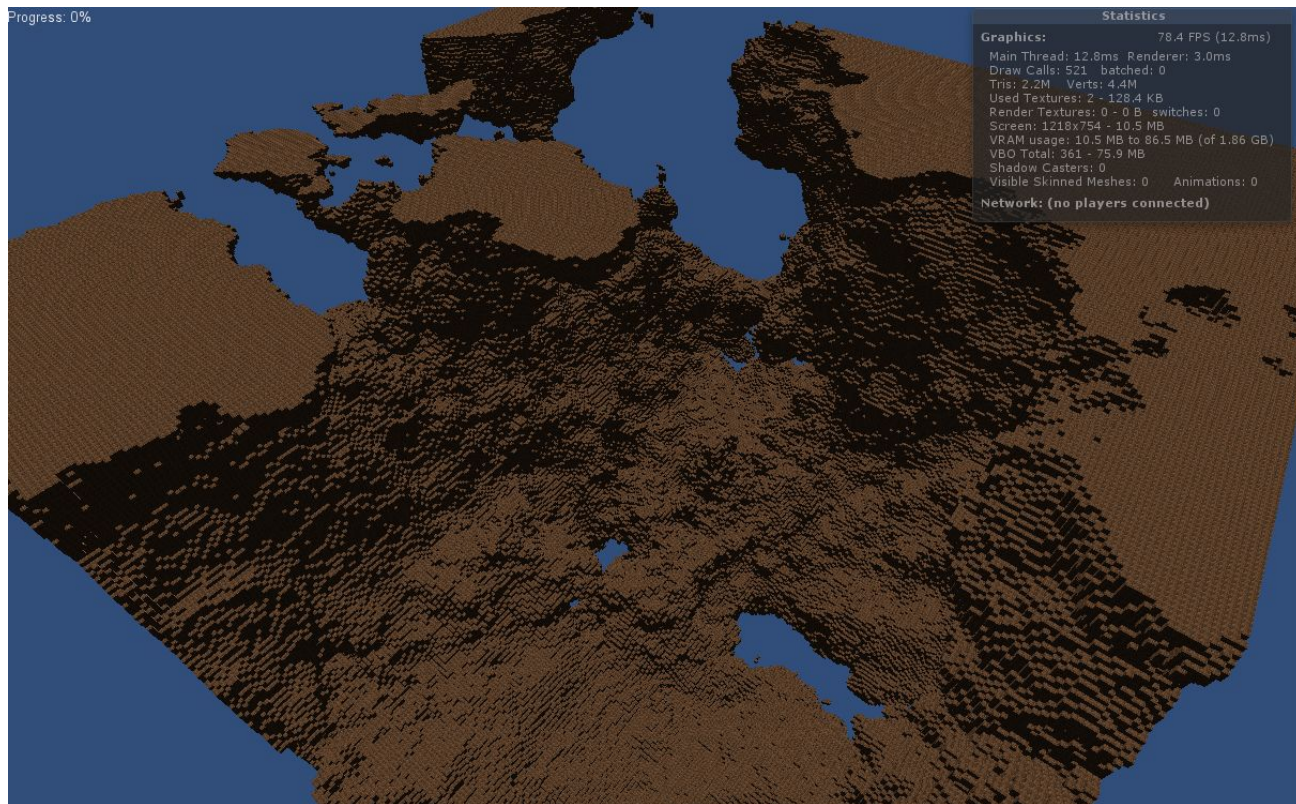 Progress: 0%
Statistics
Graphics: 78.4 FPS (12.8ms)
Main Thread: 12.8ms Renderer: 3.0ms
Draw Calls: 521 batched: 0
Tris: 2.2M Verts: 4.4M
Used Textures: 2 - 128.4 KB
Render Textures: 0 - 0 B switches: 0
Screen: 1218x754 - 10.5 MB
VRAM usage: 10.5 MB to 86.5 MB (of 1.86 GB)
VBO Total: 361 - 75.9 MB
Shadow Casters: 0
Visible Skinned Meshes: 0 Animations: 0
Network: (no players connected)